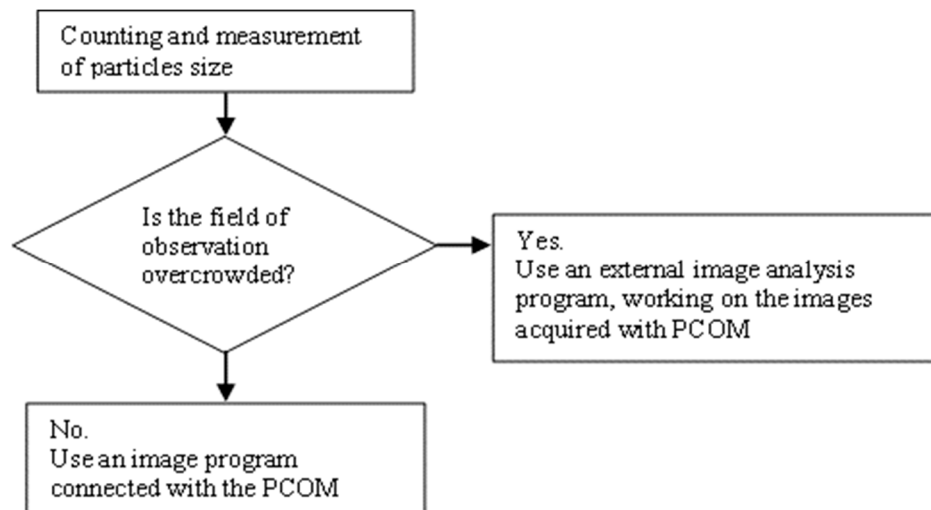 Counting and measurement
of particles size
Is the field of
observation
overcrowded?
Yes.
Use an external image analysis
program, working on the images
acquired with PCOM
No.
Use an image program
connected with the PCOM